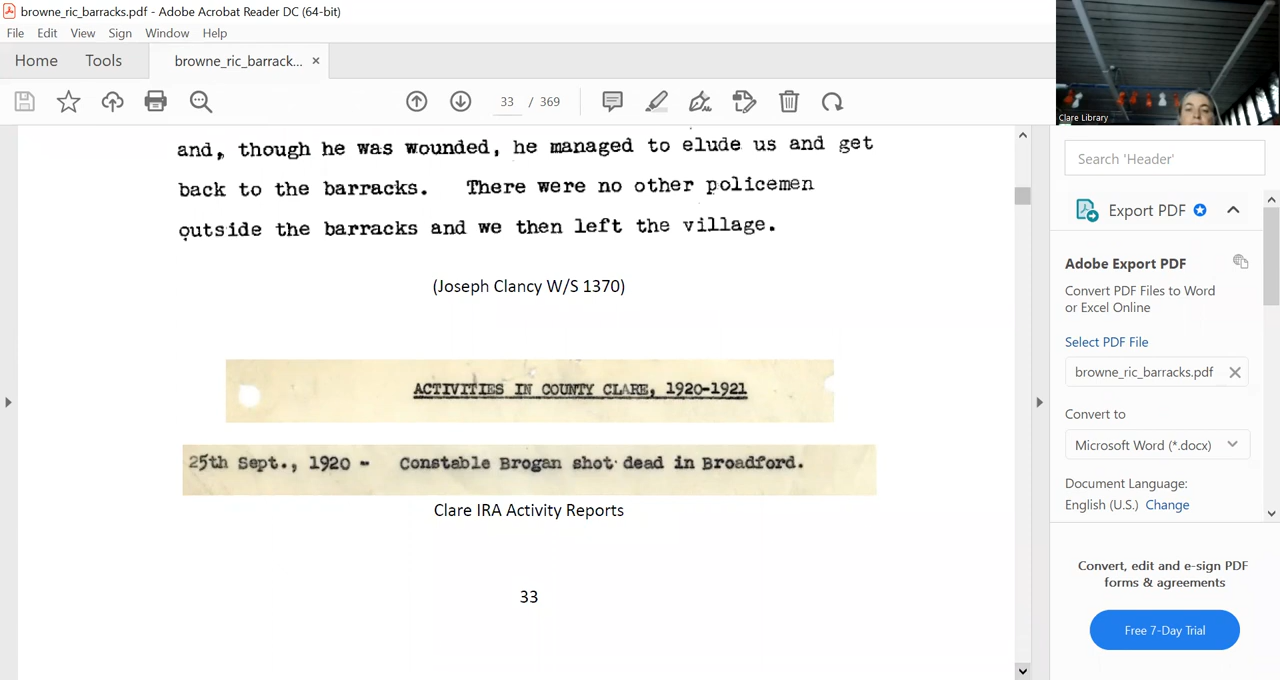 browne_ric_barracks.pdf - Adobe Acrobat Reader DC (64-bit)
File Edit View Sign Window Help
Home Tools browne_ric_barrack... ×
33 / 369
Clare Library
and, though he was wounded, he managed to elude us and get
back to the barracks. There were no other policemen
outside the barracks and we then left the village.
(Joseph Clancy W/S 1370)
ACTIVITIES IN COUNTY CLARE, 1920-1921
25th Sept., 1920 - Constable Brogan shot dead in Broadford.
Clare IRA Activity Reports
33
Search 'Header'
Export PDF
Adobe Export PDF
Convert PDF Files to Word
or Excel Online
Select PDF File
browne_ric_barracks.pdf
Convert to
Microsoft Word (*.docx)
Document Language:
English (U.S.) Change
Convert, edit and e-sign PDF
forms & agreements
Free 7-Day Trial